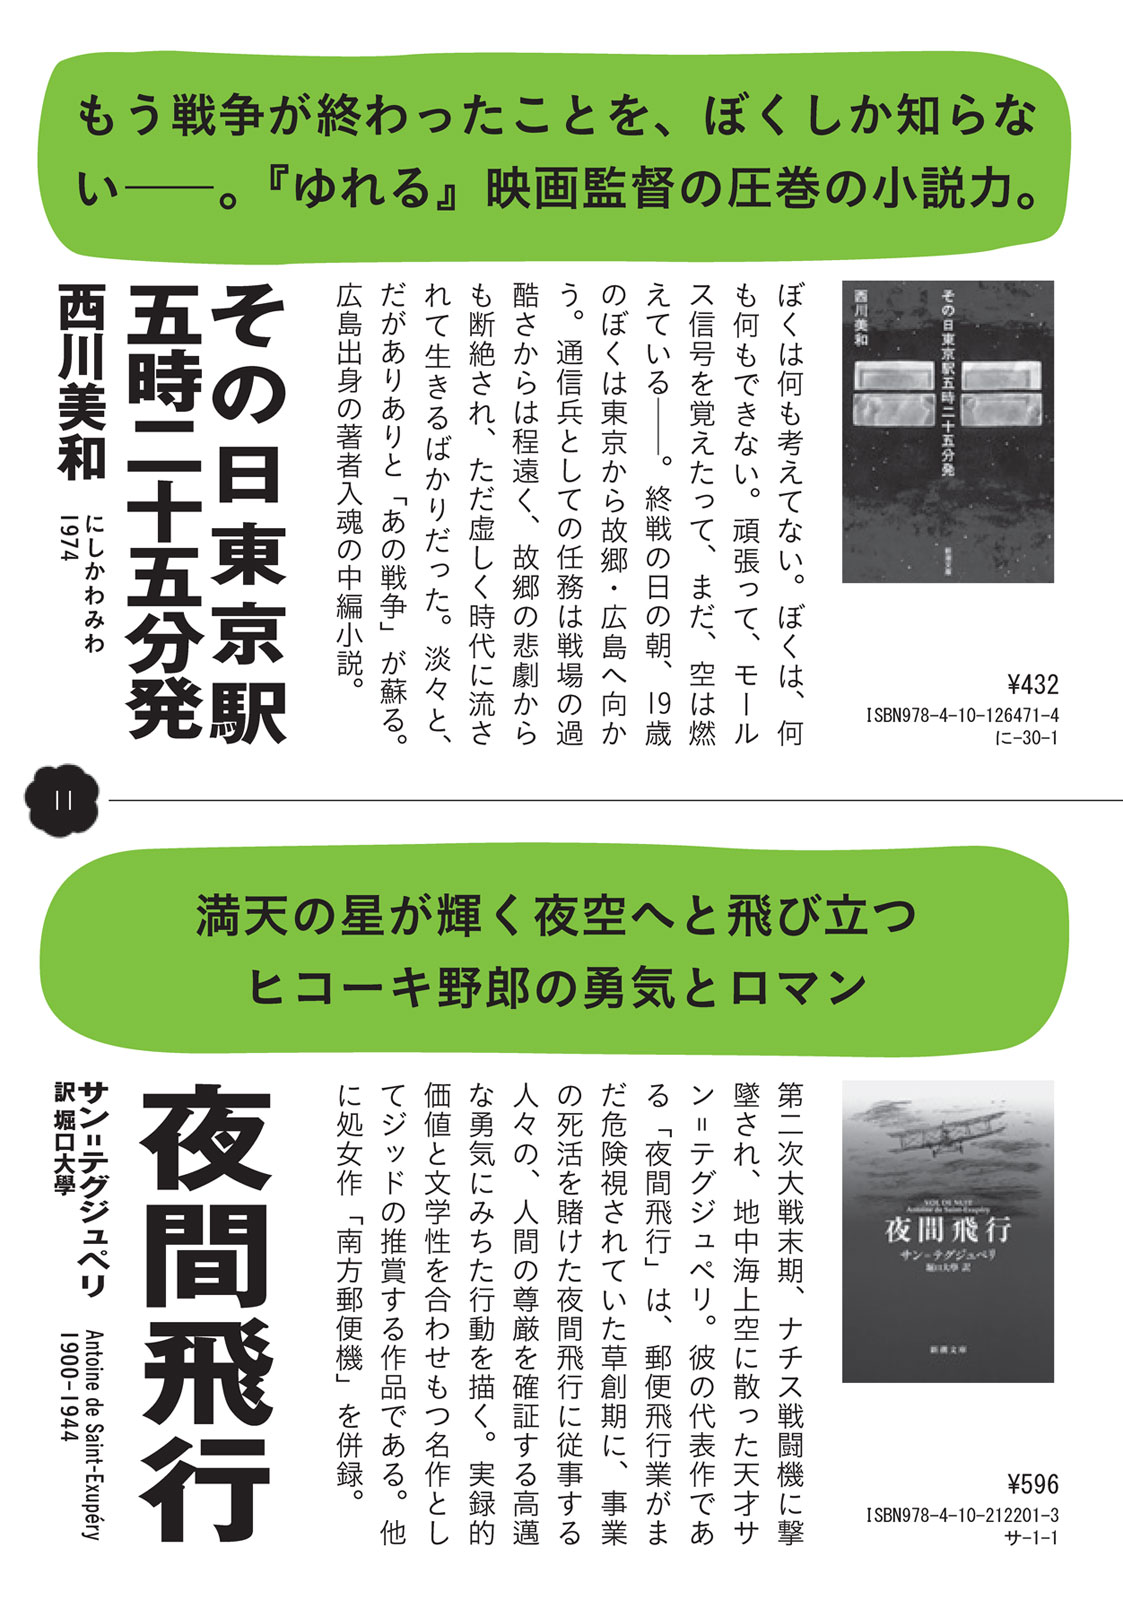 もう戦争が終わったことを、ぼくしか知らな
い――。『ゆれる』映画監督の圧巻の小説力。
その日東京駅五時二十五分発
西川美和
新潮文庫
¥432
ISBN978-4-10-126471-4
に-30-1
ぼくは何も考えてない。ぼくは、何
も何もできない。頑張って、モール
ス信号を覚えたって、まだ、空は燃
えている――。終戦の日の朝、19歳
のぼくは東京から故郷・広島へ向か
う。通信兵としての任務は戦場の過
酷さからは程遠く、故郷の悲劇から
も断絶され、ただ虚しく時代に流さ
れて生きるばかりだった。淡々と、
だがありありと「あの戦争」が蘇る。
広島出身の著者入魂の中編小説。
その日東京駅
五時二十五分発
西川美和
にしかわみわ
1974
11
満天の星が輝く夜空へと飛び立つ
ヒコーキ野郎の勇気とロマン
VOL DE NUIT
Antoine de Saint-Exupéry
夜間飛行
サン=テグジュペリ
堀口大學 訳
新潮文庫
¥596
ISBN978-4-10-212201-3
サ-1-1
第二次大戦末期、ナチス戦闘機に撃
墜され、地中海上空に散った天才サ
ン=テグジュペリ。彼の代表作であ
る「夜間飛行」は、郵便飛行業がま
だ危険視されていた草創期に、事業
の死活を賭けた夜間飛行に従事する
人々の、人間の尊厳を確証する高邁
な勇気にみちた行動を描く。実録的
価値と文学性を合わせもつ名作とし
てジッドの推賞する作品である。他
に処女作「南方郵便機」を併録。
夜間飛行
サン=テグジュペリ
訳 堀口大學
Antoine de Saint-Exupéry
1900-1944